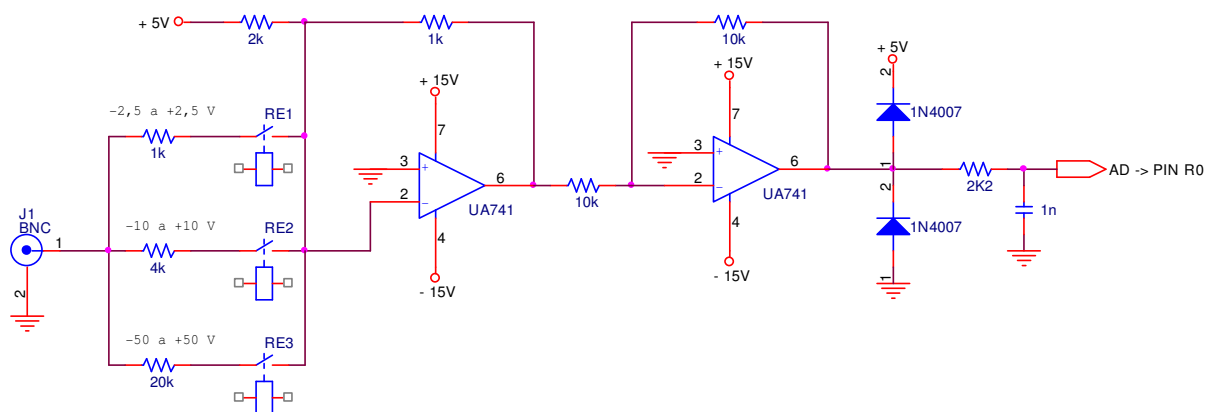 + 5V
2k
1k
10k
+ 15V
+ 15V
+ 5V
2
1N4007
-2,5 a +2,5 V
RE1
1k
7
7
3
+
6
2
-
UA741
4
- 15V
10k
3
+
6
2
-
UA741
4
- 15V
1
2
1N4007
1
2K2
1n
AD -> PIN R0
J1
BNC
1
2
-10 a +10 V
RE2
4k
-50 a +50 V
RE3
20k